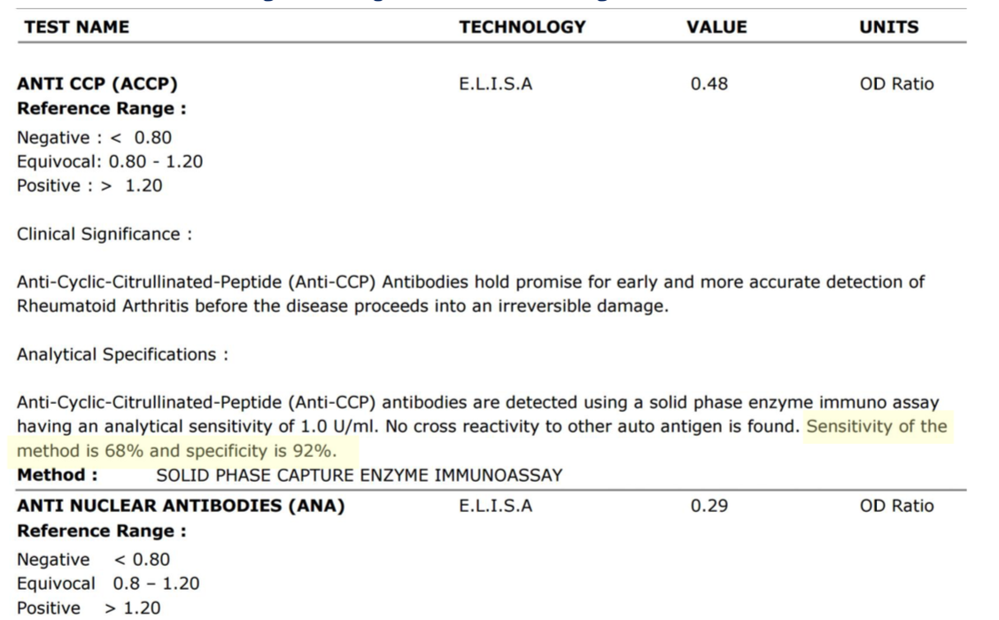 TEST NAME TECHNOLOGY VALUE UNITS
ANTI CCP (ACCP) E.L.I.S.A 0.48 OD Ratio
Reference Range :
Negative : < 0.80
Equivocal: 0.80 - 1.20
Positive : > 1.20
Clinical Significance :
Anti-Cyclic-Citrullinated-Peptide (Anti-CCP) Antibodies hold promise for early and more accurate detection of
Rheumatoid Arthritis before the disease proceeds into an irreversible damage.
Analytical Specifications :
Anti-Cyclic-Citrullinated-Peptide (Anti-CCP) antibodies are detected using a solid phase enzyme immuno assay
having an analytical sensitivity of 1.0 U/ml. No cross reactivity to other auto antigen is found. Sensitivity of the
method is 68% and specificity is 92%.
Method : SOLID PHASE CAPTURE ENZYME IMMUNOASSAY
ANTI NUCLEAR ANTIBODIES (ANA) E.L.I.S.A 0.29 OD Ratio
Reference Range :
Negative < 0.80
Equivocal 0.8 – 1.20
Positive > 1.20